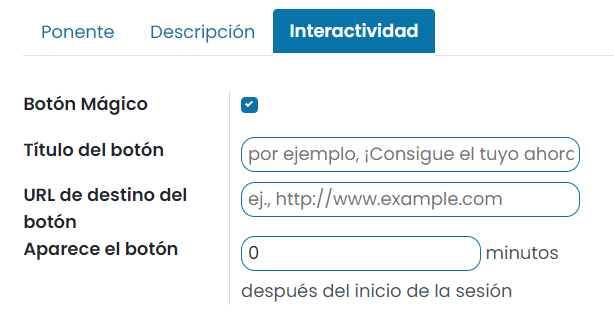 Ponente Descripción Interactividad
Botón Mágico
Título del botón por ejemplo, ¡Consigue el tuyo ahora
URL de destino del ej., http://www.example.com
botón
Aparece el botón 0 minutos
después del inicio de la sesión